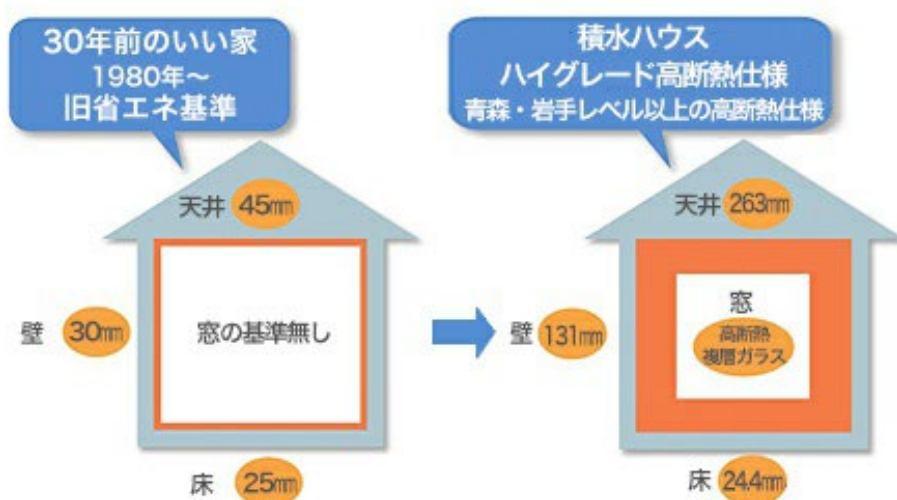 30年前のいい家
1980年～
旧省エネ基準
天井 45mm
壁 30mm
窓の基準無し
床 25mm
積水ハウス
ハイグレード高断熱仕様
青森・岩手レベル以上の高断熱仕様
天井 263mm
壁 131mm
窓
高断熱
複層ガラス
床 24.4mm